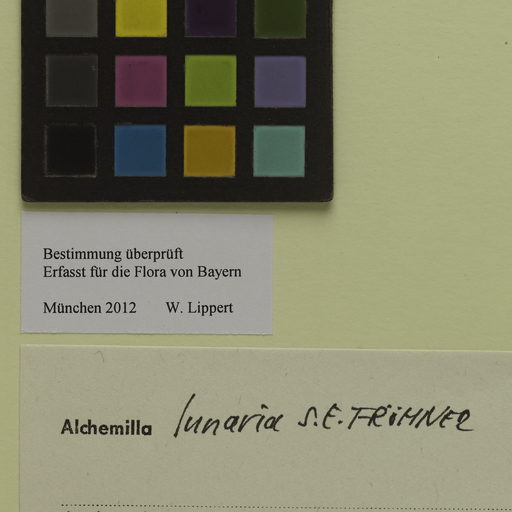 Bestimmung überprüft
Erfasst für die Flora von Bayern
München 2012 W. Lippert
Alchemilla lunaria S.E. FRÖHNER